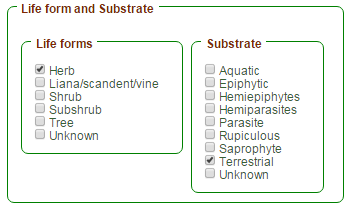 Life form and Substrate
Life forms
Herb
Liana/scandent/vine
Shrub
Subshrub
Tree
Unknown
Substrate
Aquatic
Epiphytic
Hemiepiphytes
Hemiparasites
Parasite
Rupiculous
Saprophyte
Terrestrial
Unknown